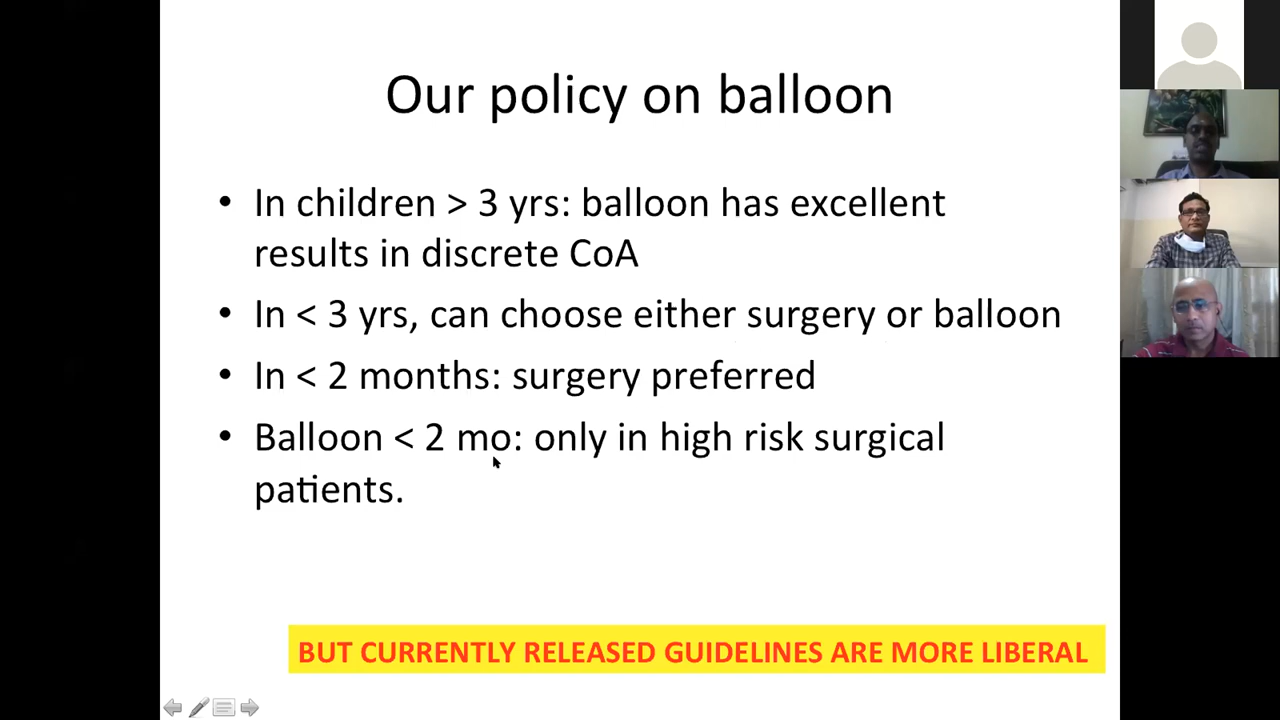 Our policy on balloon
• In children > 3 yrs: balloon has excellent
results in discrete CoA
• In < 3 yrs, can choose either surgery or balloon
• In < 2 months: surgery preferred
• Balloon < 2 mo: only in high risk surgical
patients.
BUT CURRENTLY RELEASED GUIDELINES ARE MORE LIBERAL